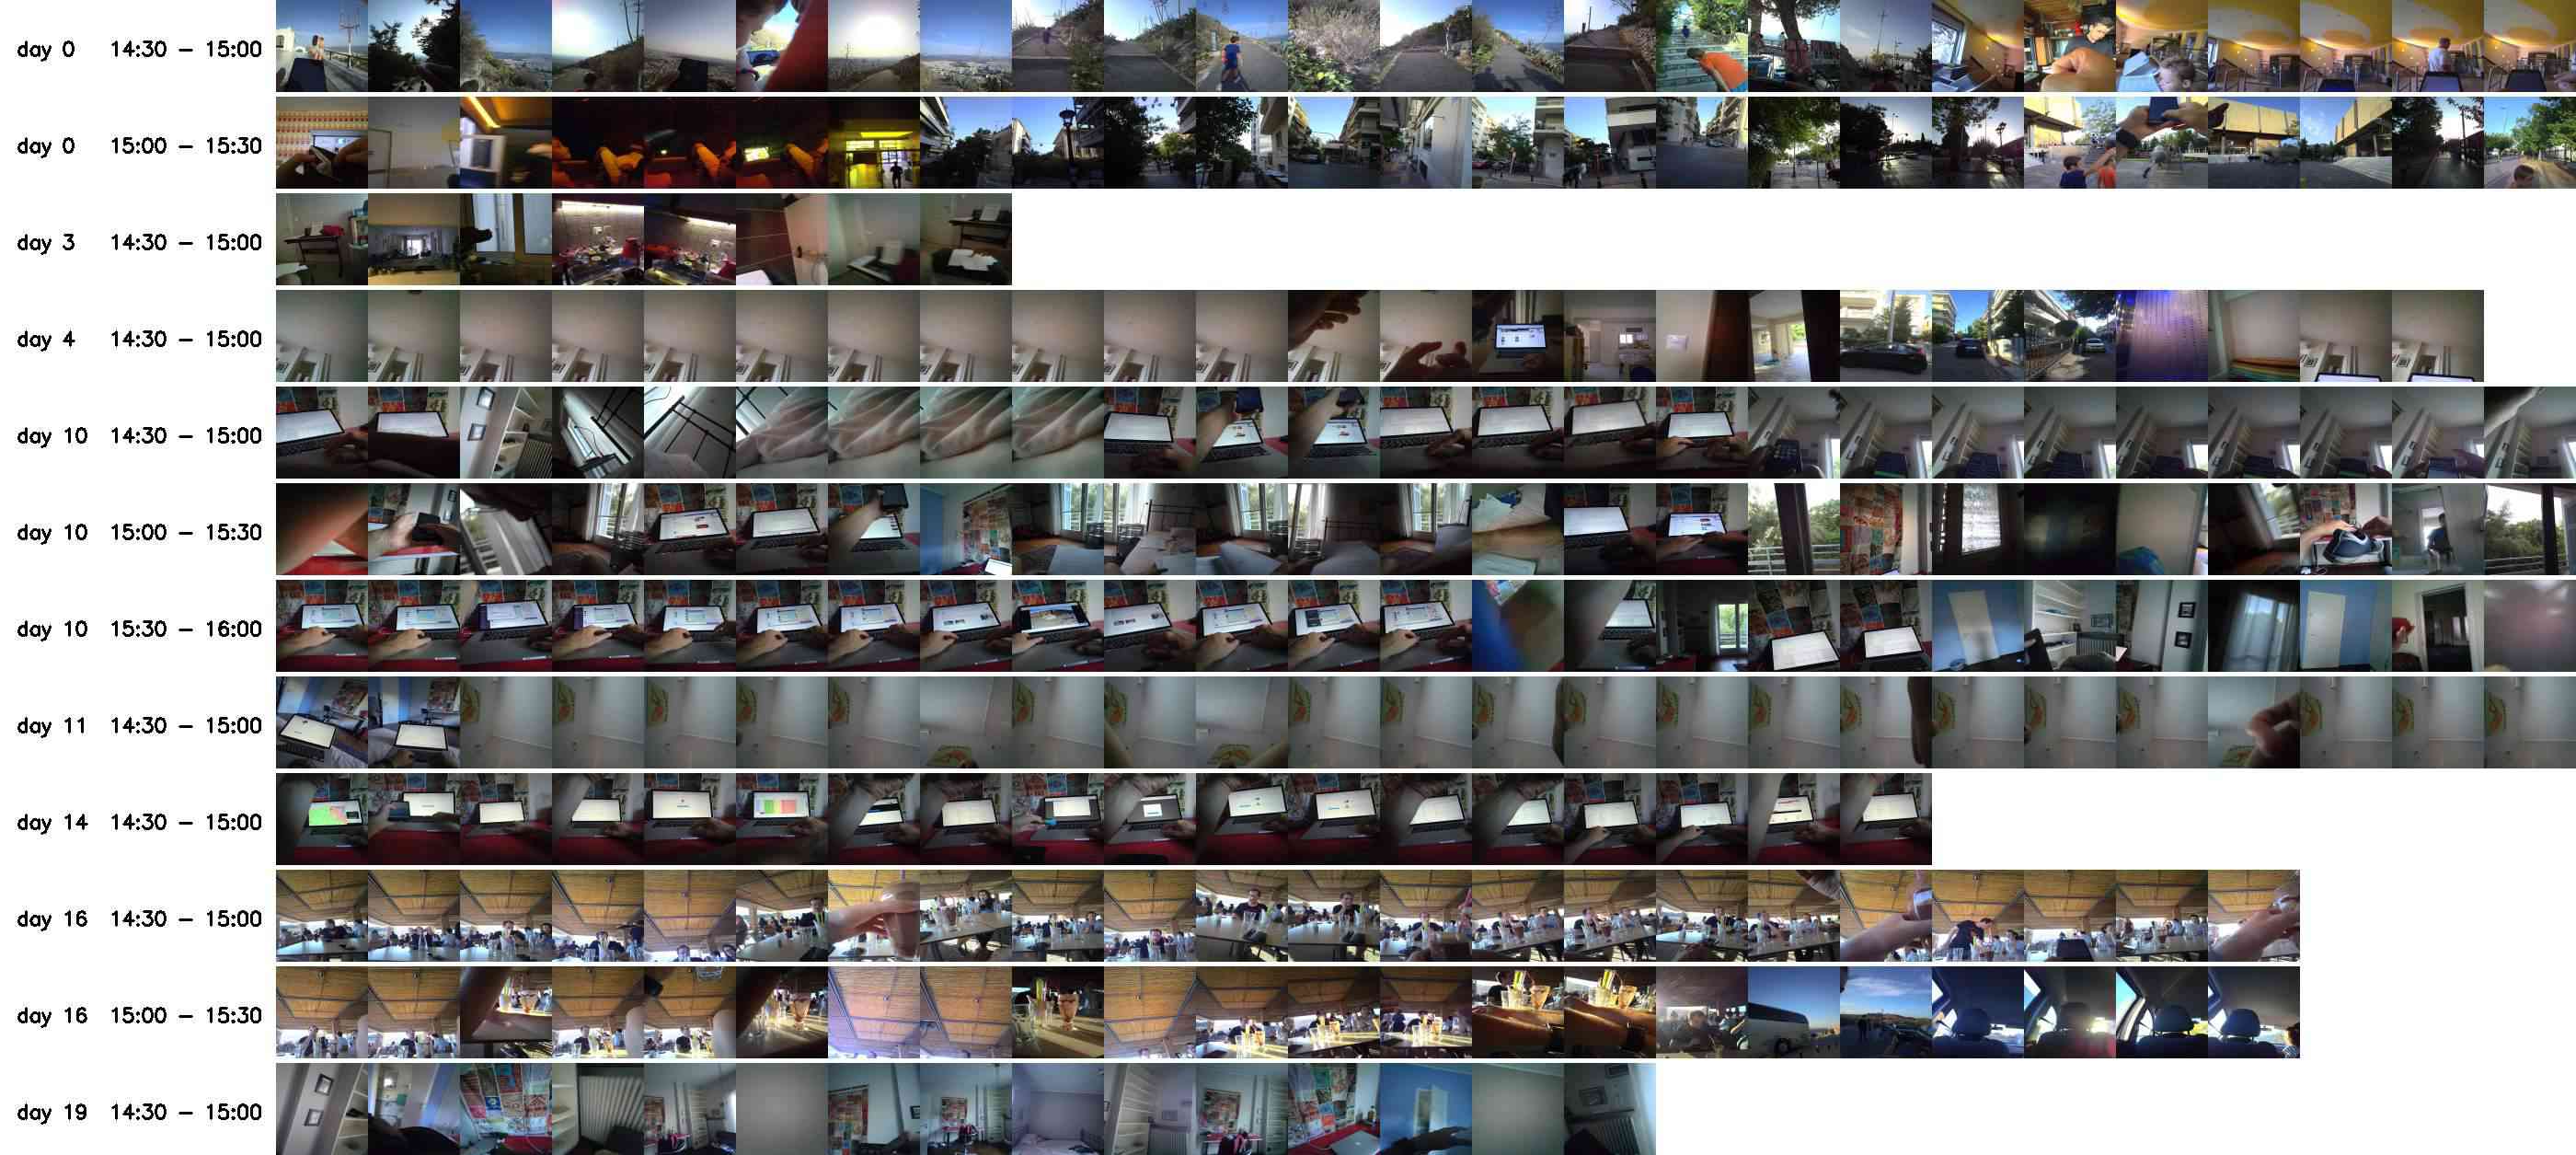 day 0 14:30 – 15:00
day 0 15:00 – 15:30
day 3 14:30 – 15:00
day 4 14:30 – 15:00
day 10 14:30 – 15:00
day 10 15:00 – 15:30
day 10 15:30 – 16:00
day 11 14:30 – 15:00
day 14 14:30 – 15:00
day 16 14:30 – 15:00
day 16 15:00 – 15:30
day 19 14:30 – 15:00